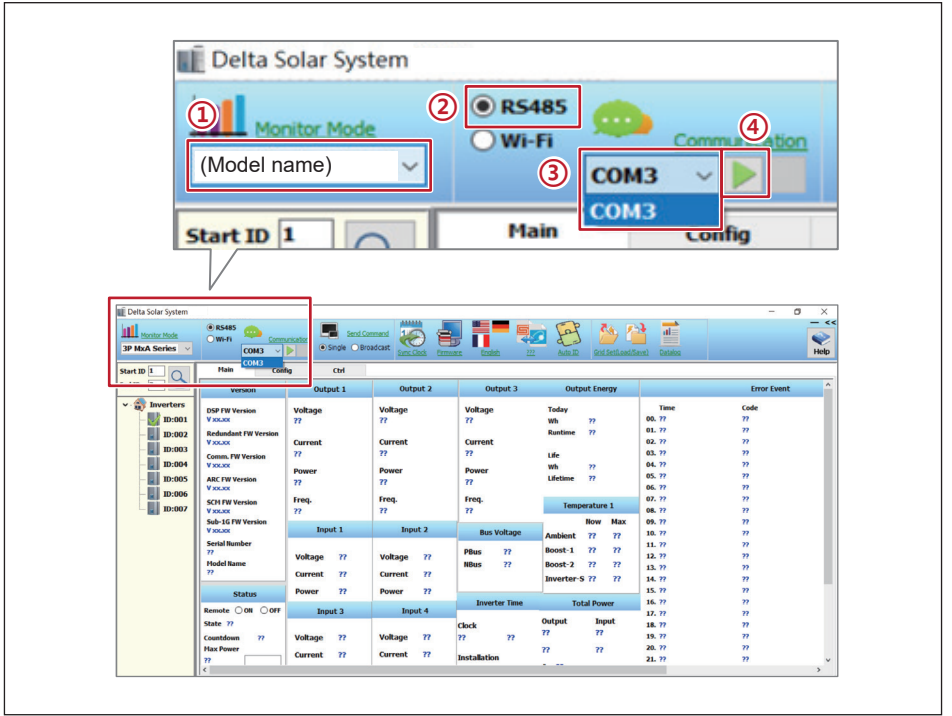 Delta Solar System
①
Monitor Mode
(Model name)
② RS485
Wi-Fi
Communication
③ COM3
④
COM3
Start ID 1
Main
Config
Delta Solar System
Monitor Mode
3P MxA Series
RS485
Wi-Fi
COM3
COM3
Send Command
Single Broadcast
Sync Clock
Firmware
English
???
Auto ID
Grid Set(Load/Save)
Datalog
Help
Start ID 1
Main Config Ctrl
Inverters
ID:001
ID:002
ID:003
ID:004
ID:005
ID:006
ID:007
Version
DSP FW Version
V xx.xx
Redundant FW Version
V xx.xx
Comm. FW Version
V xx.xx
ARC FW Version
V xx.xx
SCM FW Version
V xx.xx
Sub-1G FW Version
V xx.xx
Serial Number
??
Model Name
??
Status
Remote ON OFF
State ??
Countdown ??
Max Power
??
Output 1
Voltage
??
Current
??
Power
??
Freq.
??
Output 2
Voltage
??
Current
??
Power
??
Freq.
??
Output 3
Voltage
??
Current
??
Power
??
Freq.
??
Input 1
Voltage ??
Current ??
Power ??
Input 2
Voltage ??
Current ??
Power ??
Input 3
Voltage ??
Current ??
Input 4
Voltage ??
Current ??
Bus Voltage
PBus ??
NBus ??
Inverter Time
Clock
?? ??
Installation
Output Energy
Today
Wh ??
Runtime ??
Life
Wh ??
Lifetime ??
Temperature 1
Now Max
Ambient ?? ??
Boost-1 ?? ??
Boost-2 ?? ??
Inverter-S ?? ??
Total Power
Output Input
?? ??
?? ??
Error Event
Time Code
00. ?? ??
01. ?? ??
02. ?? ??
03. ?? ??
04. ?? ??
05. ?? ??
06. ?? ??
07. ?? ??
08. ?? ??
09. ?? ??
10. ?? ??
11. ?? ??
12. ?? ??
13. ?? ??
14. ?? ??
15. ?? ??
16. ?? ??
17. ?? ??
18. ?? ??
19. ?? ??
20. ?? ??
21. ?? ??